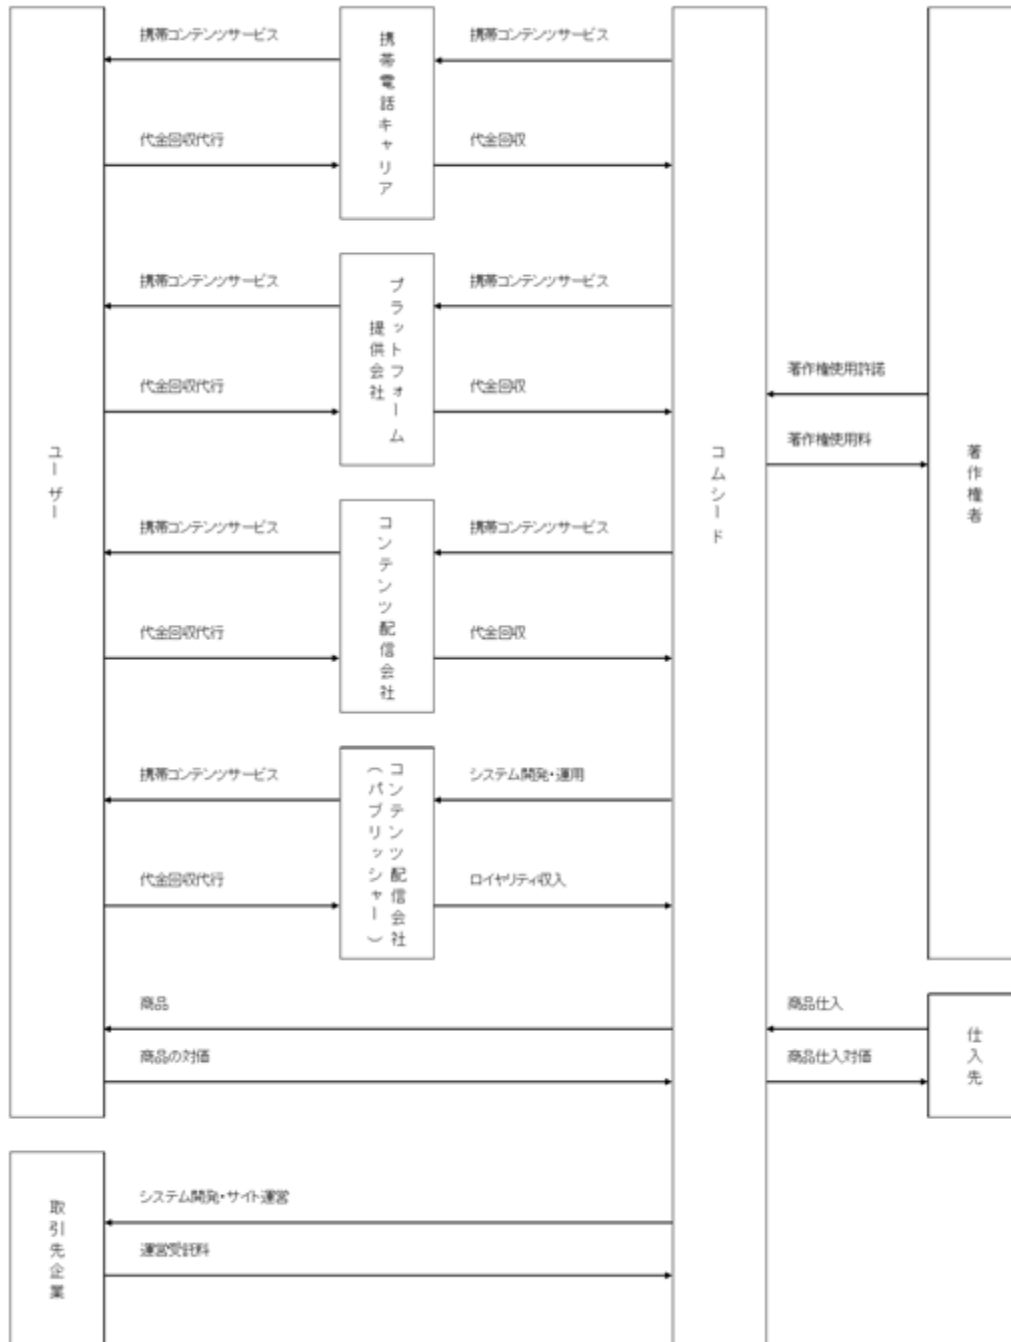 携帯コンテンツサービス
携帯電話キャリア
携帯コンテンツサービス
代金回収代行
代金回収
携帯コンテンツサービス
プラットフォーム
提供会社
携帯コンテンツサービス
代金回収代行
代金回収
著作権使用許諾
著作権使用料
ユーザー
コムシード
著作権者
携帯コンテンツサービス
コンテンツ配信会社
携帯コンテンツサービス
代金回収代行
代金回収
携帯コンテンツサービス
コンテンツ配信会社
（パブリッシャー）
システム開発・運用
代金回収代行
ロイヤリティ収入
商品
商品仕入
商品の対価
商品仕入対価
仕入先
取引先企業
システム開発・サイト運営
運営受託料